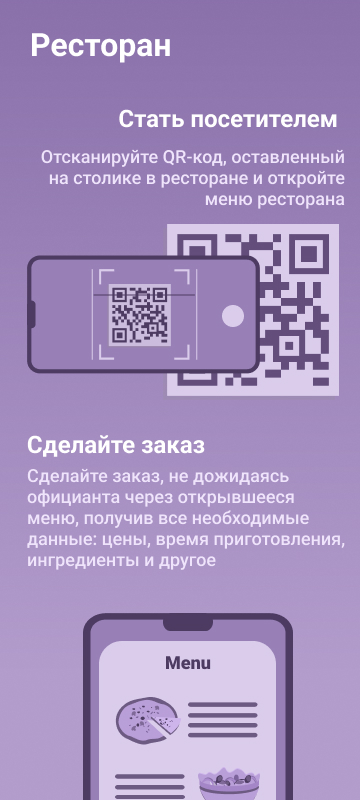 Ресторан
Стать посетителем
Отсканируйте QR-код, оставленный
на столике в ресторане и откройте
меню ресторана
Сделайте заказ
Сделайте заказ, не дожидаясь
официанта через открывшееся
меню, получив все необходимые
данные: цены, время приготовления,
ингредиенты и другое
Menu